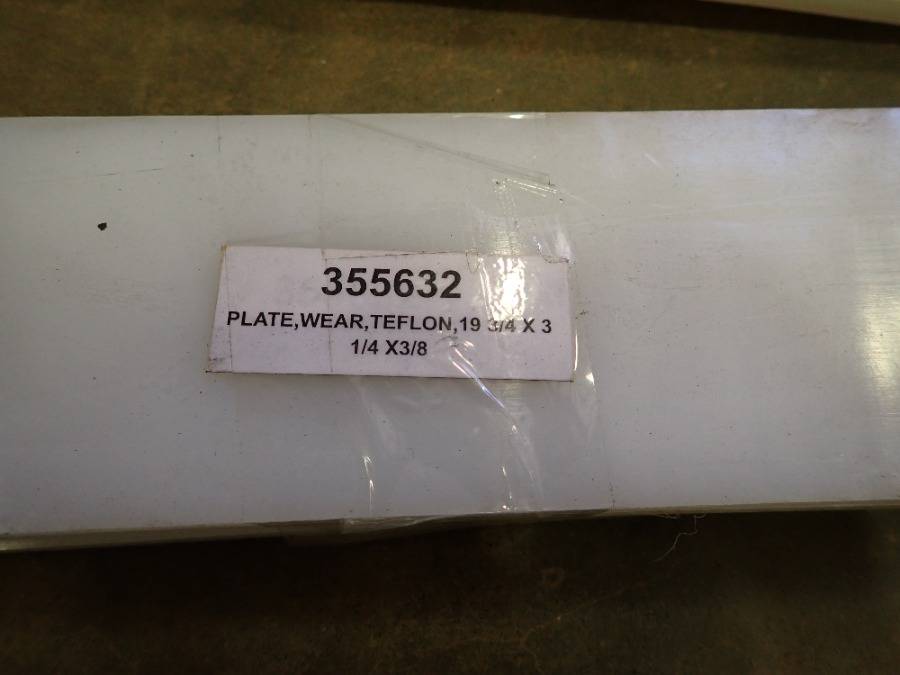 355632
PLATE,WEAR,TEFLON,19 3/4 X 3
1/4 X3/8